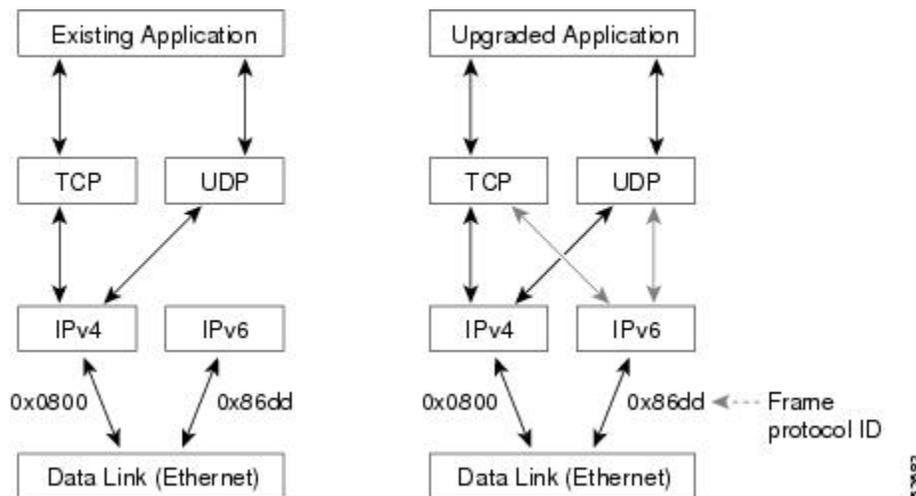 Existing Application
TCP
UDP
IPv4
IPv6
0x0800
0x86dd
Data Link (Ethernet)
Upgraded Application
TCP
UDP
IPv4
IPv6
0x0800
0x86dd
Frame
protocol ID
Data Link (Ethernet)